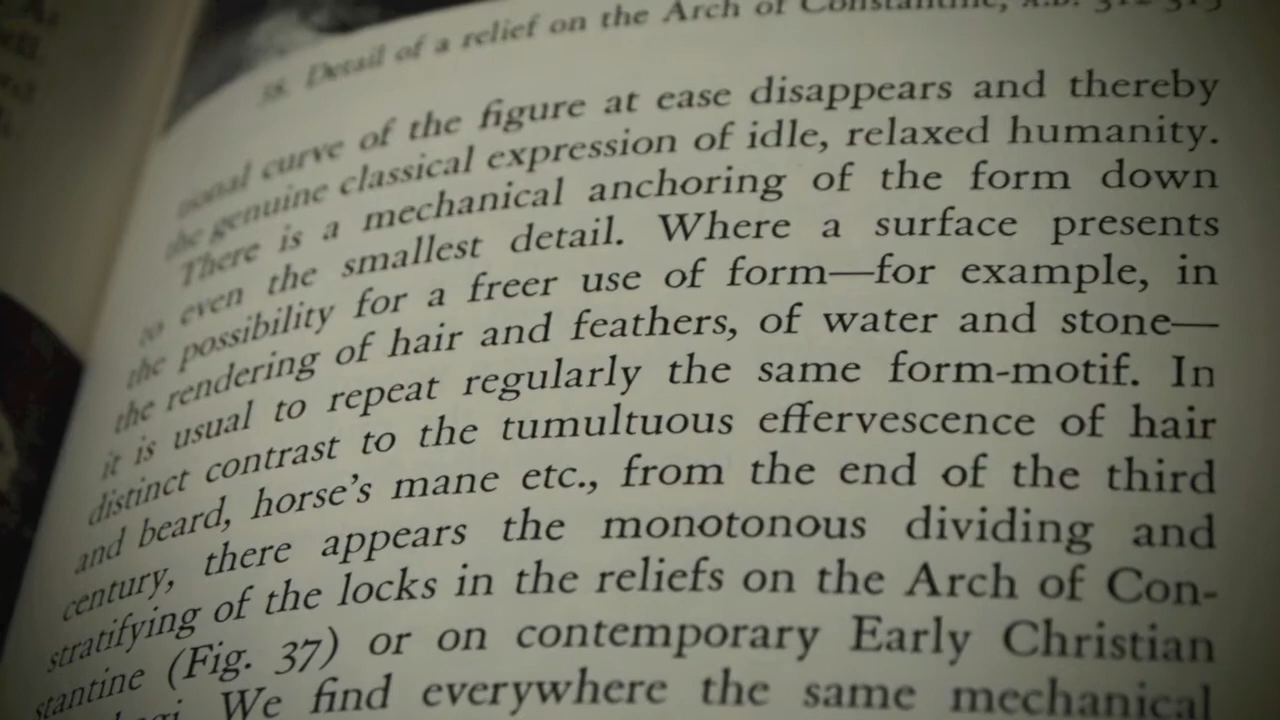 38. Detail of a relief on the Arch of Constantine, A.D. 312-315
tional curve of the figure at ease disappears and thereby
the genuine classical expression of idle, relaxed humanity.
There is a mechanical anchoring of the form down
to even the smallest detail. Where a surface presents
the possibility for a freer use of form—for example, in
the rendering of hair and feathers, of water and stone—
it is usual to repeat regularly the same form-motif. In
distinct contrast to the tumultuous effervescence of hair
and beard, horse's mane etc., from the end of the third
century, there appears the monotonous dividing and
stratifying of the locks in the reliefs on the Arch of Con-
stantine (Fig. 37) or on contemporary Early Christian
We find everywhere the same mechanical